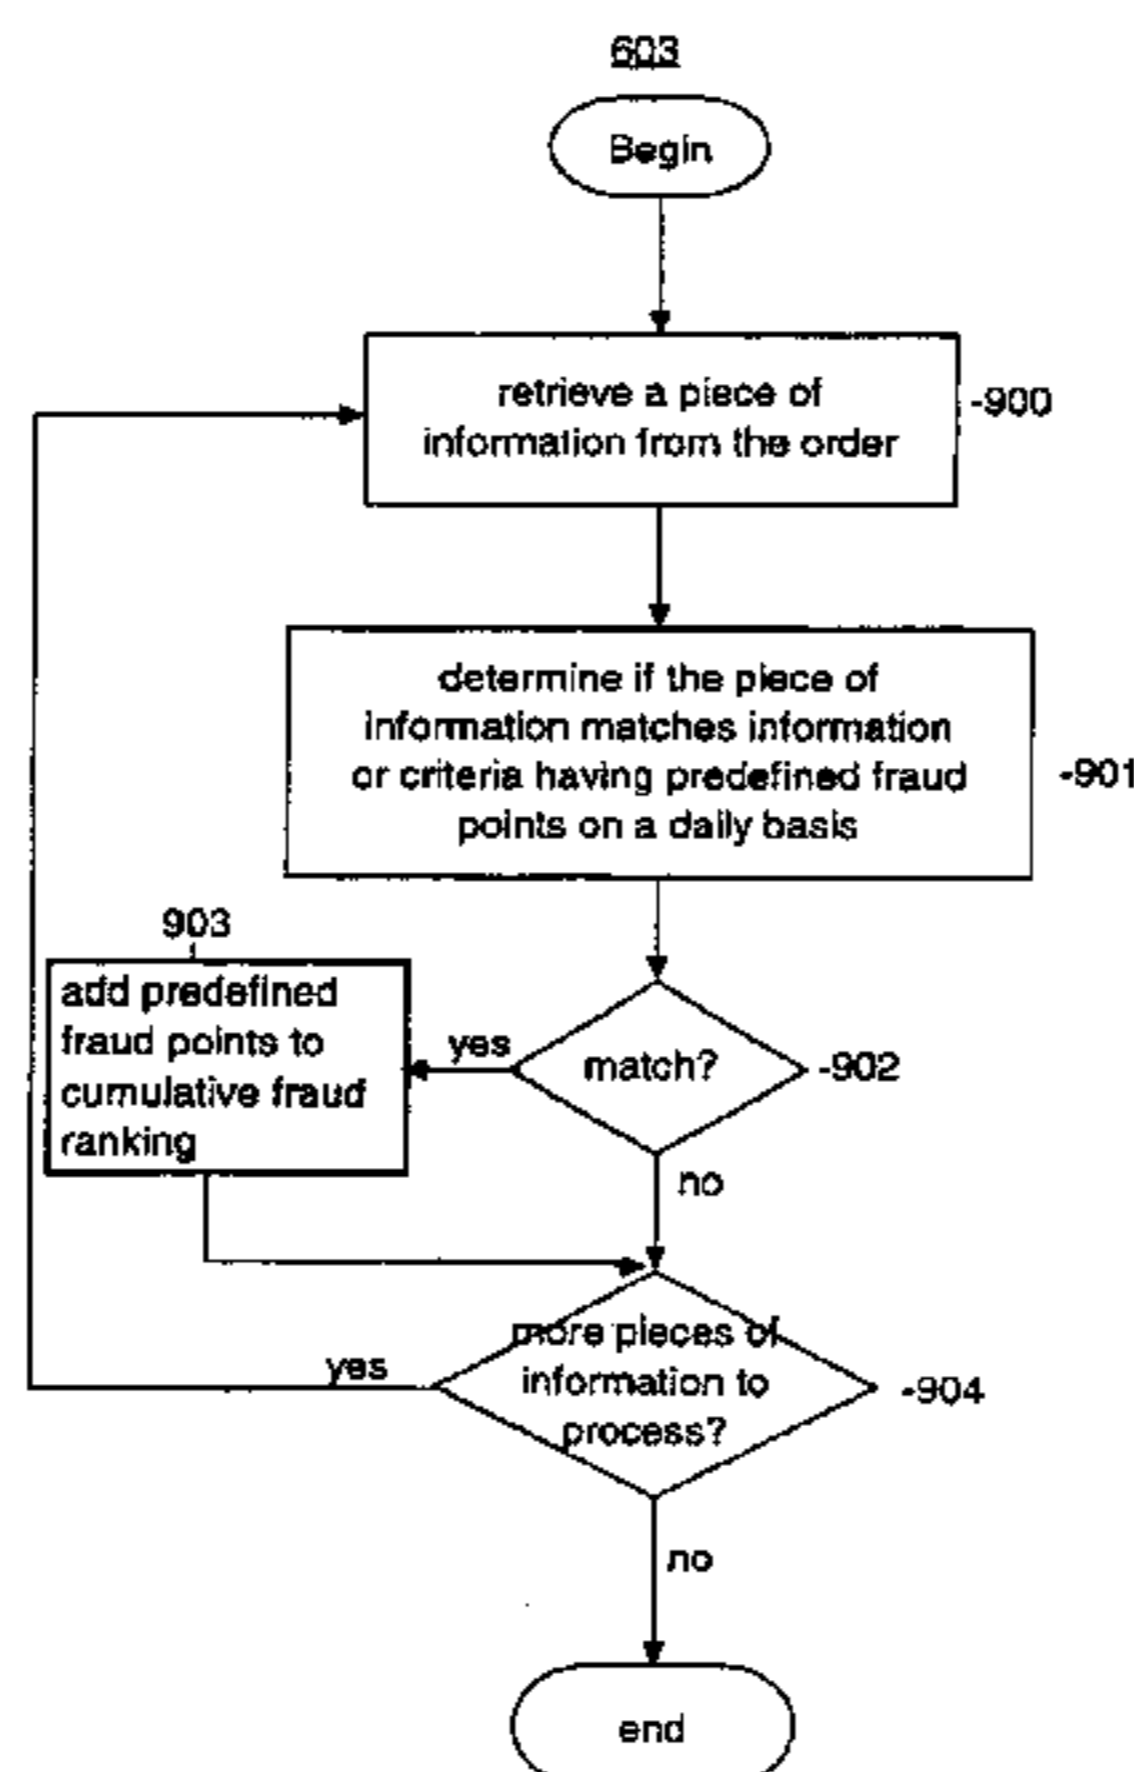 603
Begin
retrieve a piece of
information from the order
-900
determine if the piece of
information matches information
or criteria having predefined fraud
points on a daily basis
-901
903
add predefined
fraud points to
cumulative fraud
ranking
yes
match?
-902
no
more pieces of
information to
process?
yes
-904
no
end